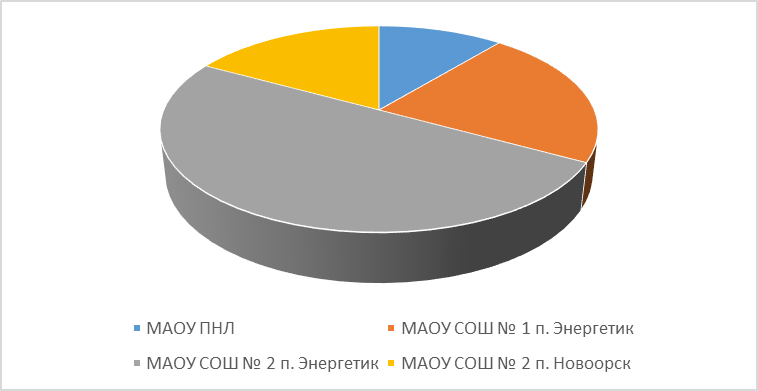 МАОУ ПНЛ
МАОУ СОШ № 1 п. Энергетик
МАОУ СОШ № 2 п. Энергетик
МАОУ СОШ № 2 п. Новоорск